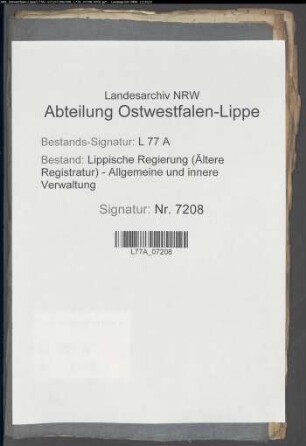 Landesarchiv NRW
Abteilung Ostwestfalen-Lippe
Bestands-Signatur: L 77 A
Bestand: Lippische Regierung (Ältere
Registratur) - Allgemeine und innere
Verwaltung
Signatur: Nr. 7208
L77A_07208